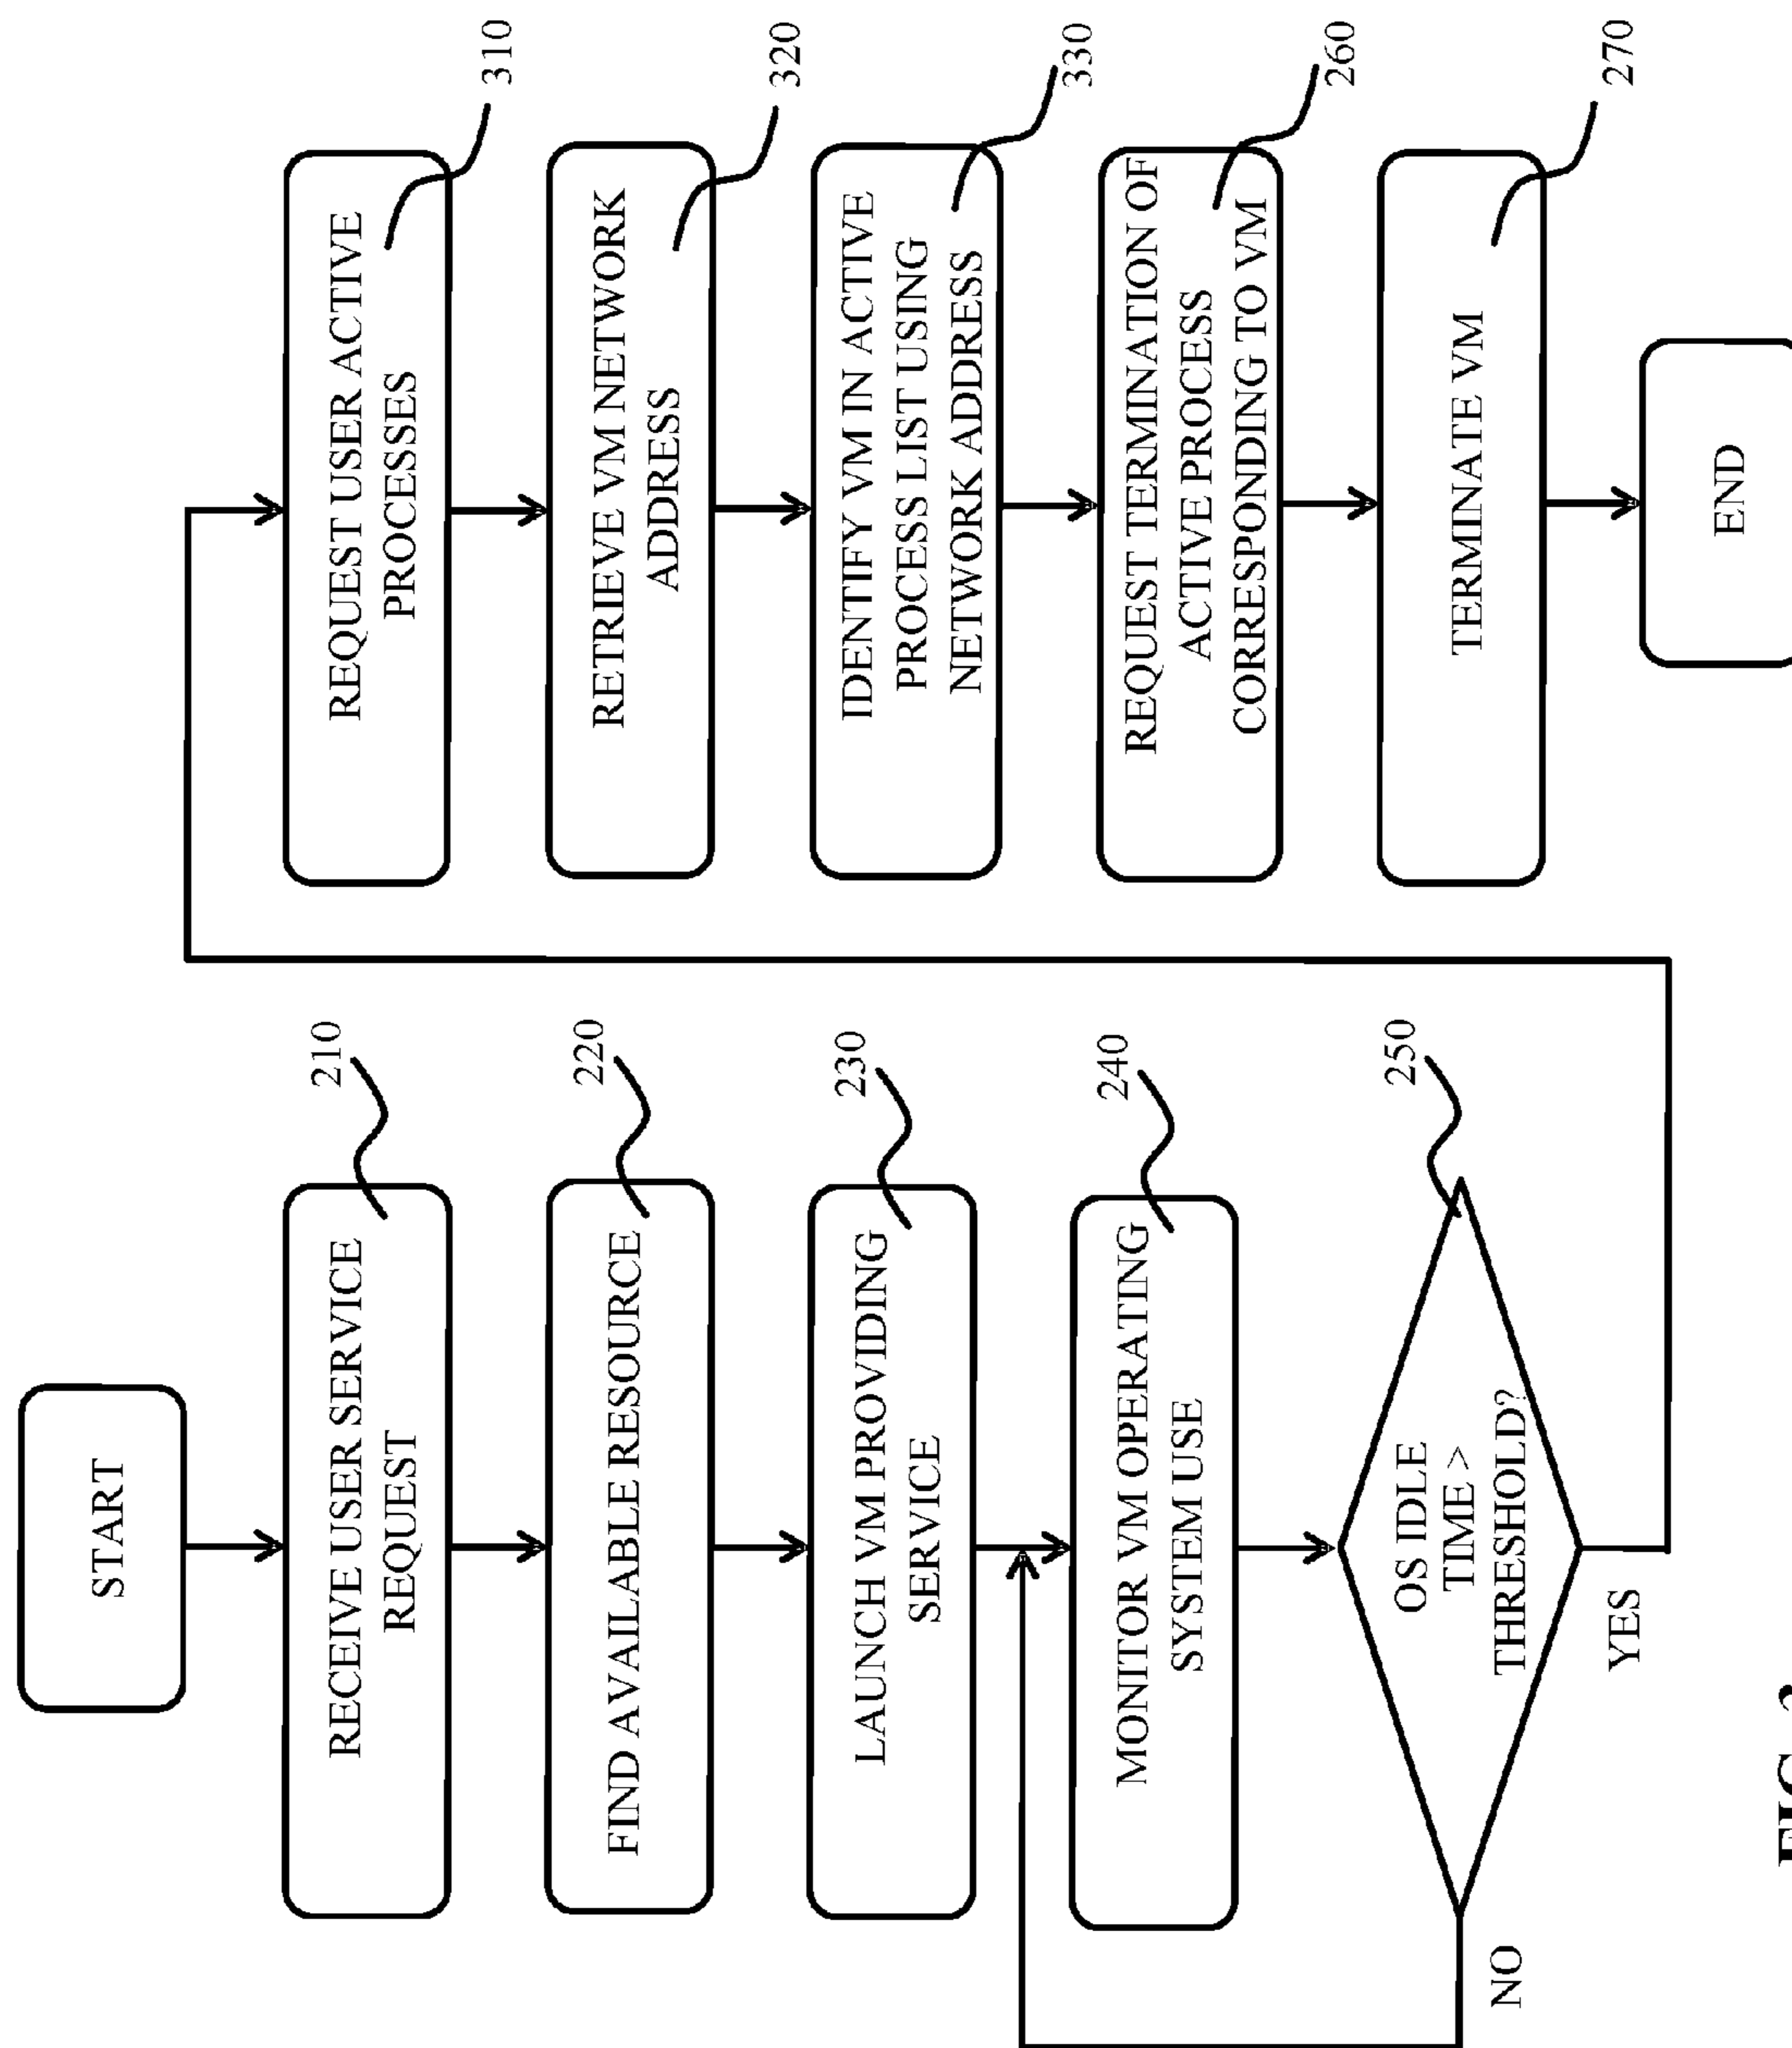 START
210
RECEIVE USER SERVICE
REQUEST
220
FIND AVAILABLE RESOURCE
230
LAUNCH VM PROVIDING
SERVICE
240
MONITOR VM OPERATING
SYSTEM USE
250
OS IDLE
TIME >
THRESHOLD?
NO
YES
310
REQUEST USER ACTIVE
PROCESSES
320
RETRIEVE VM NETWORK
ADDRESS
330
IDENTIFY VM IN ACTIVE
PROCESS LIST USING
NETWORK ADDRESS
260
REQUEST TERMINATION OF
ACTIVE PROCESS
CORRESPONDING TO VM
270
TERMINATE VM
END
FIG.